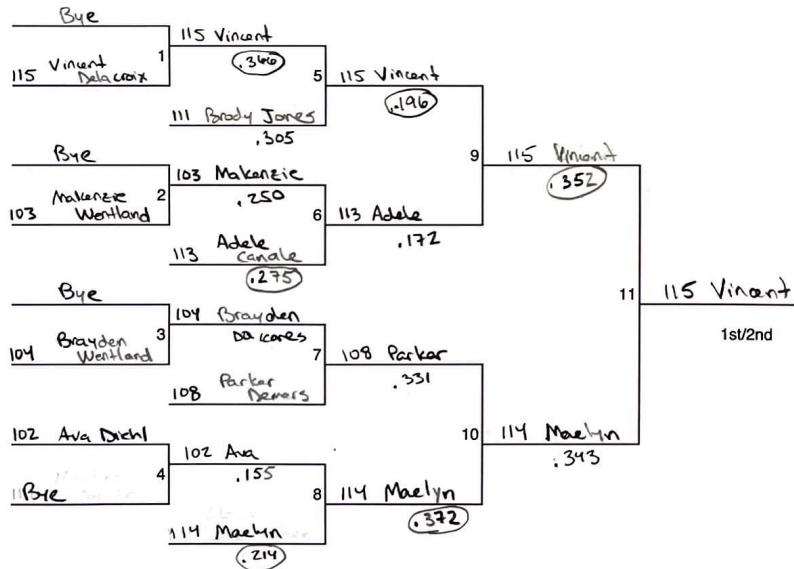 Bye
1
115 Vincent
Delacroix
115 Vincent
.366
5
111 Brody Jones
.305
115 Vincent
.196
Bye
2
103 Makenzie
Wentland
103 Makenzie
.250
6
113 Adele
Canale
.275
113 Adele
.172
9
115 Vincent
.352
Bye
3
104 Brayden
Wentland
104 Brayden
7
108 Parker
Demers
108 Parker
.331
102 Ava Diehl
4
Bye
102 Ava
.155
8
114 Maelyn
.214
114 Maelyn
.372
10
114 Maelyn
.343
11
115 Vincent
1st/2nd